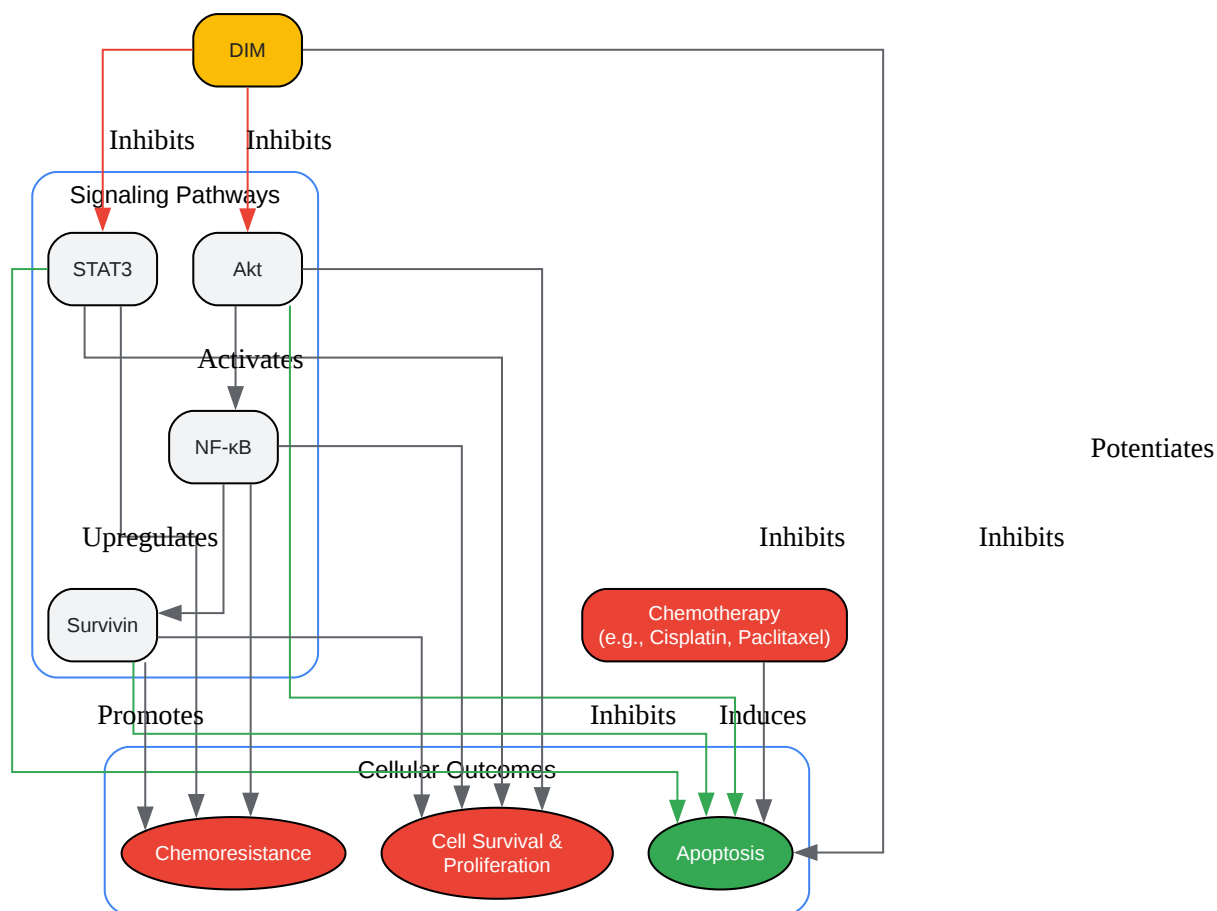 DIM
Inhibits
Inhibits
Signaling Pathways
STAT3
Akt
Activates
NF-κB
Potentiates
Upregulates
Inhibits
Inhibits
Survivin
Chemotherapy
(e.g., Cisplatin, Paclitaxel)
Promotes
Inhibits
Induces
Cellular Outcomes
Chemoresistance
Cell Survival &
Proliferation
Apoptosis